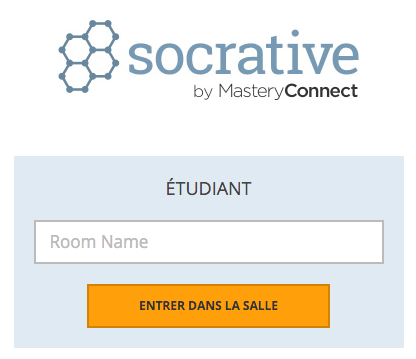 socrative
by MasteryConnect
ÉTUDIANT
Room Name
ENTRER DANS LA SALLE